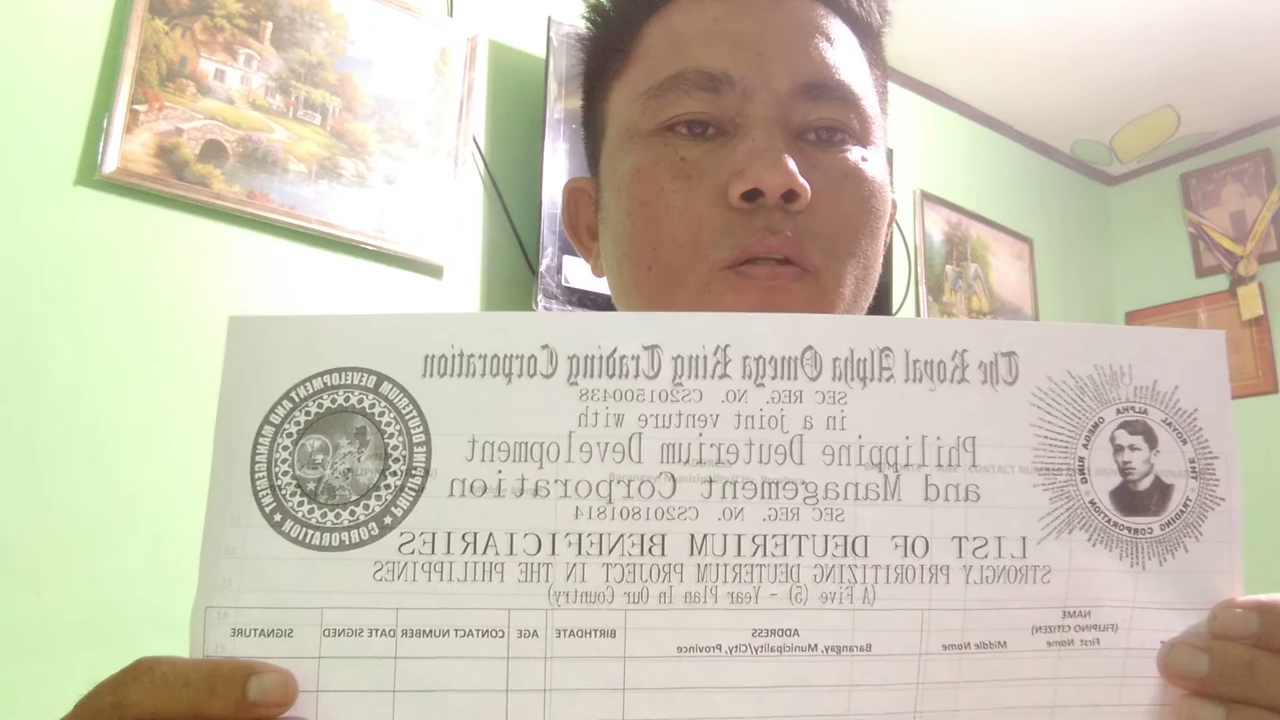 The Royal Alpha Omega King Trading Corporation
SEC REG. NO. CS201500438
in a joint venture with
Philippine Deuterium Development
and Management Corporation
SEC REG. NO. CS201801814
LIST OF DEUTERIUM BENEFICIARIES
STRONGLY PRIORITIZING DEUTERIUM PROJECT IN THE PHILIPPINES
(A Five (5) - Year Plan In Our Country)
THE ROYAL ALPHA OMEGA KING TRADING CORPORATION
PHILIPPINE DEUTERIUM DEVELOPMENT AND MANAGEMENT CORPORATION
NAME
(FILIPINO CITIZEN)
First Name Middle Name
ADDRESS
Barangay, Municipality/City, Province
BIRTHDATE
AGE
CONTACT NUMBER
DATE SIGNED
SIGNATURE